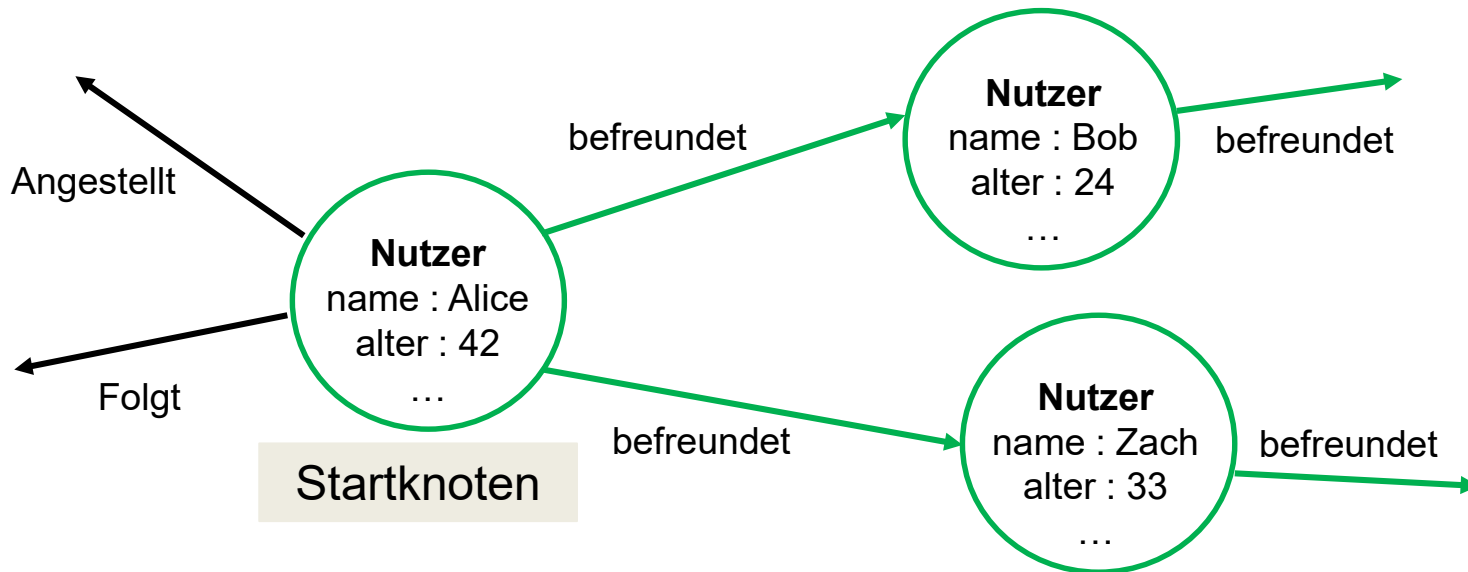 Angestellt
Folgt
Nutzer
name : Alice
alter : 42
…
Startknoten
befreundet
befreundet
Nutzer
name : Bob
alter : 24
…
befreundet
Nutzer
name : Zach
alter : 33
…
befreundet